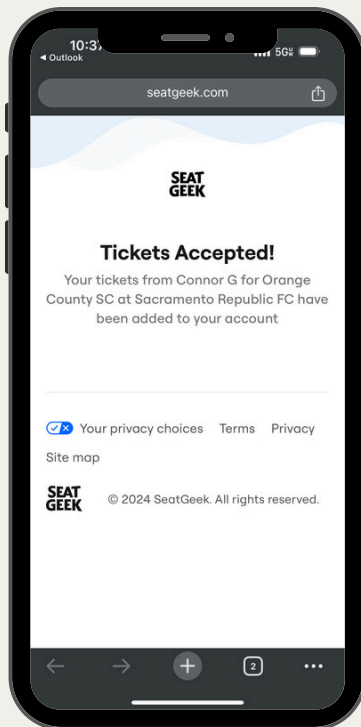 10:37
◀ Outlook
5G
seatgeek.com
SEAT
GEEK
Tickets Accepted!
Your tickets from Connor G for Orange
County SC at Sacramento Republic FC have
been added to your account
Your privacy choices Terms Privacy
Site map
SEAT
GEEK
© 2024 SeatGeek. All rights reserved.
2